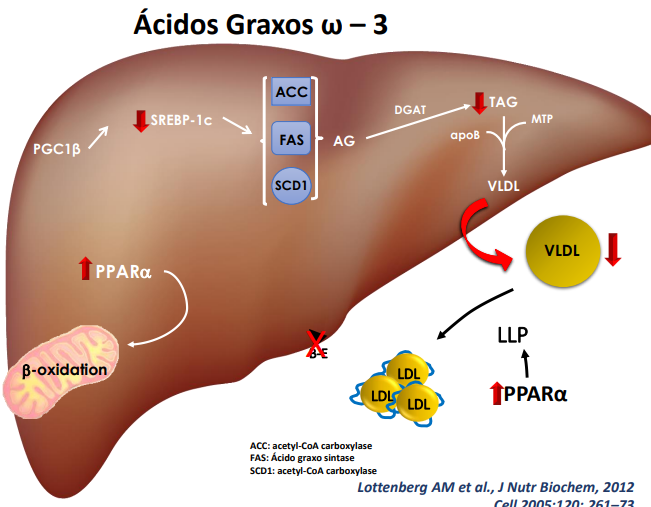 Ácidos Graxos ω – 3
ACC
SREBP-1c
TAG
DGAT
MTP
apoB
FAS
AG
PGC1β
SCD1
VLDL
VLDL
PPARα
LLP
β-oxidation
LDL
LDL
LDL
PPARα
ACC: acetyl-CoA carboxylase
FAS: Ácido graxo sintase
SCD1: acetyl-CoA carboxylase
Lottenberg AM et al., J Nutr Biochem, 2012
Cell 2005;120: 261–73